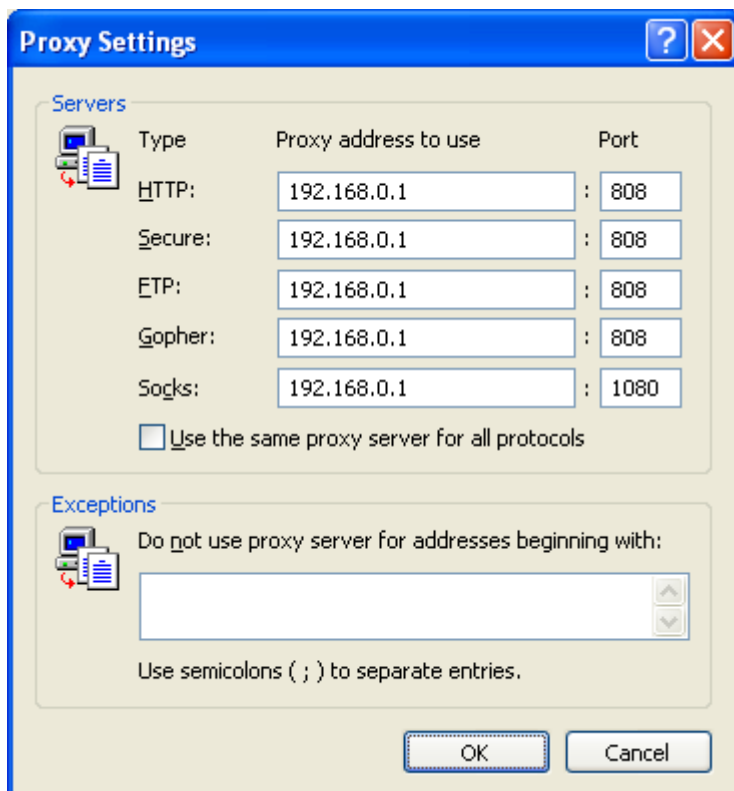 Proxy Settings
Servers
Type Proxy address to use Port
HTTP: 192.168.0.1 : 808
Secure: 192.168.0.1 : 808
FTP: 192.168.0.1 : 808
Gopher: 192.168.0.1 : 808
Socks: 192.168.0.1 : 1080
Use the same proxy server for all protocols
Exceptions
Do not use proxy server for addresses beginning with:
Use semicolons ( ; ) to separate entries.
OK Cancel